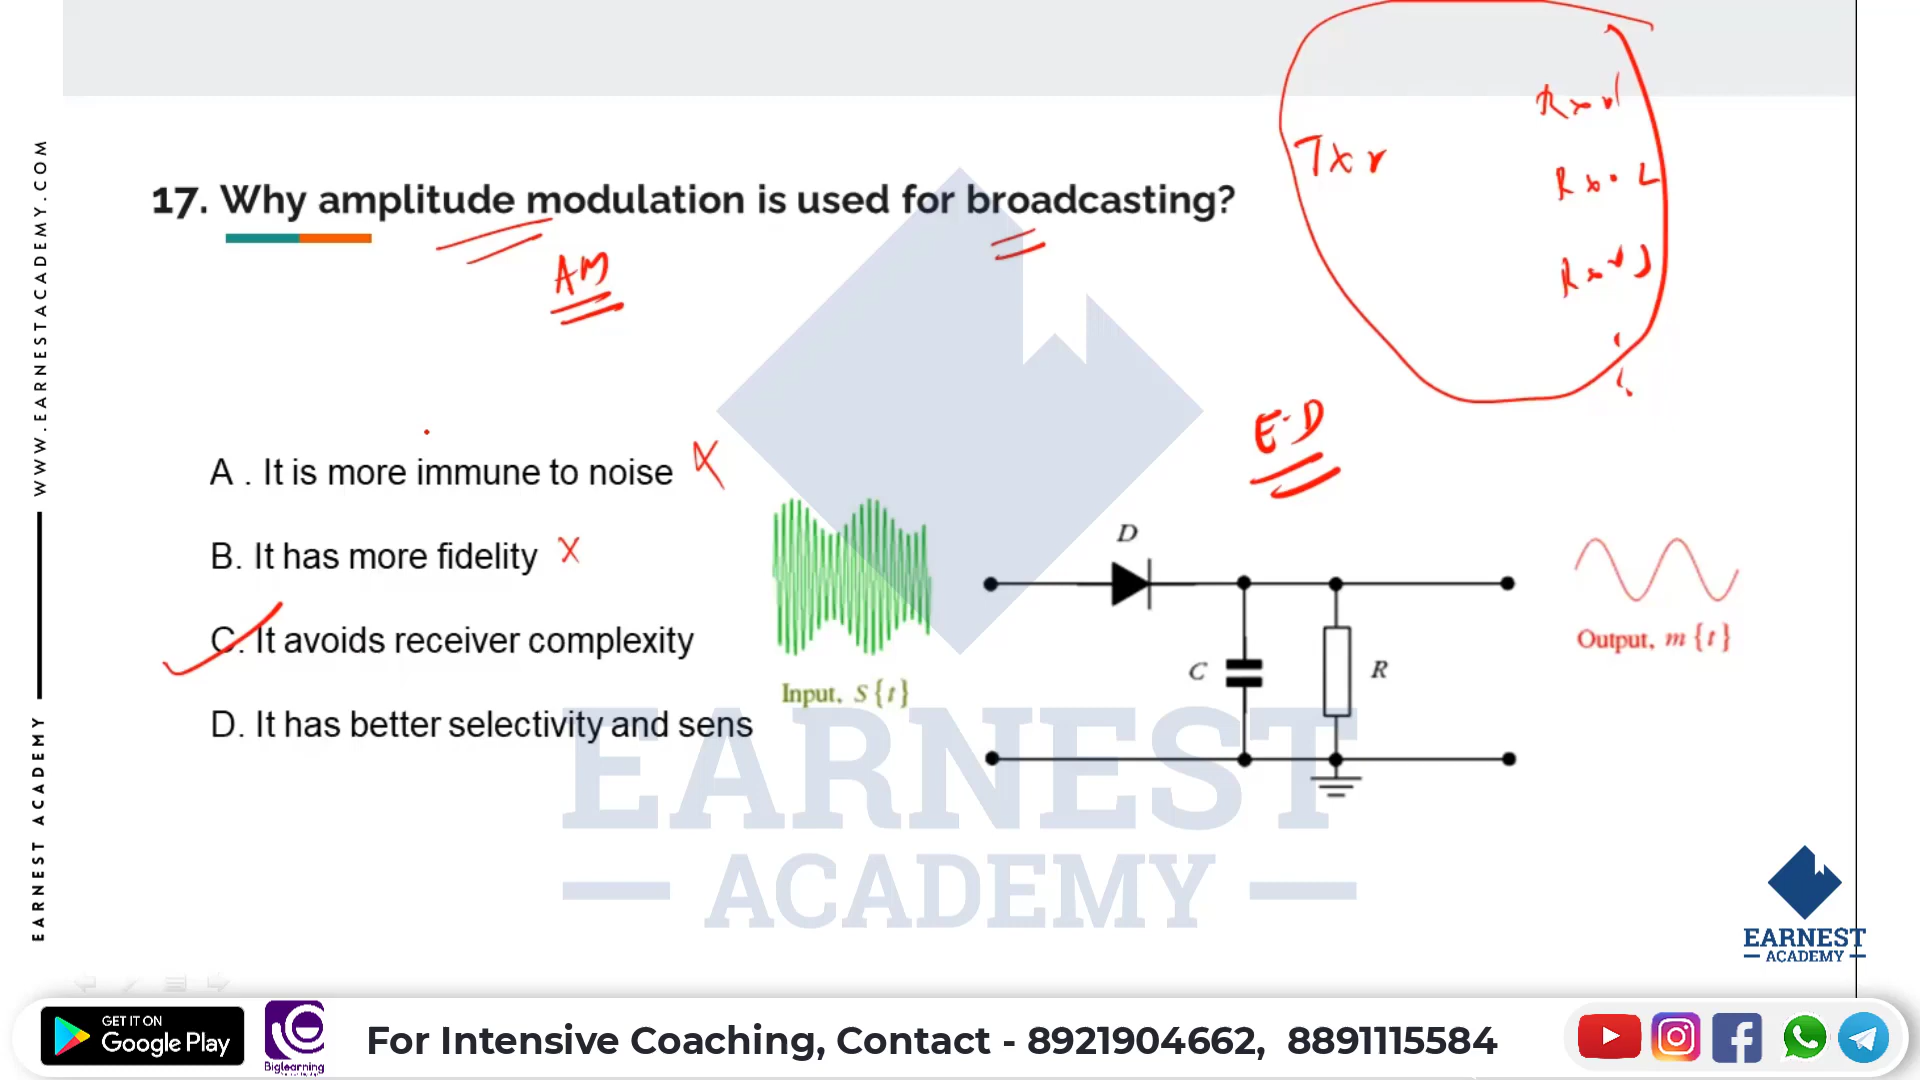 17. Why amplitude modulation is used for broadcasting?
AM
Txr
A . It is more immune to noise
B. It has more fidelity
C. It avoids receiver complexity
D. It has better selectivity and sens
E.D
D
C
R
Input, S{t}
Output, m{t}
EARNEST
ACADEMY
EARNEST
ACADEMY
WWW.EARNESTACADEMY.COM
EARNEST ACADEMY
GET IT ON
Google Play
Biglearning
For Intensive Coaching, Contact - 8921904662, 8891115584